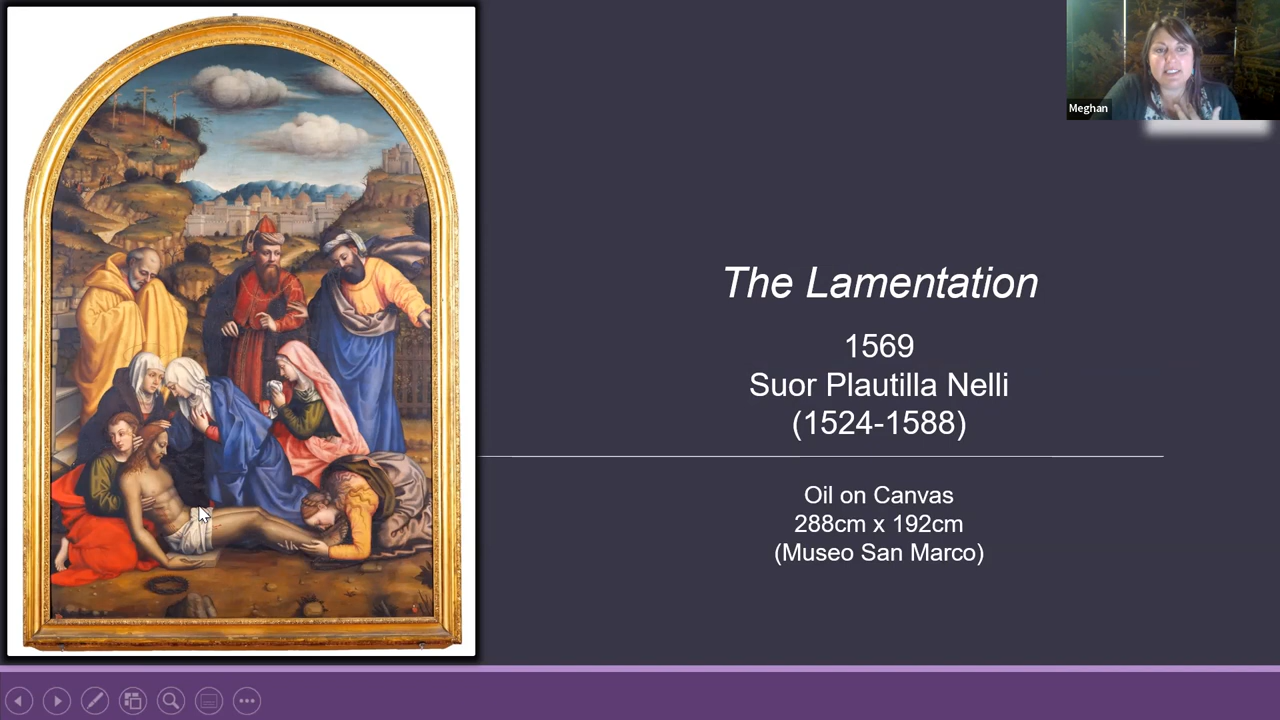 Meghan
The Lamentation
1569
Suor Plautilla Nelli
(1524-1588)
Oil on Canvas
288cm x 192cm
(Museo San Marco)